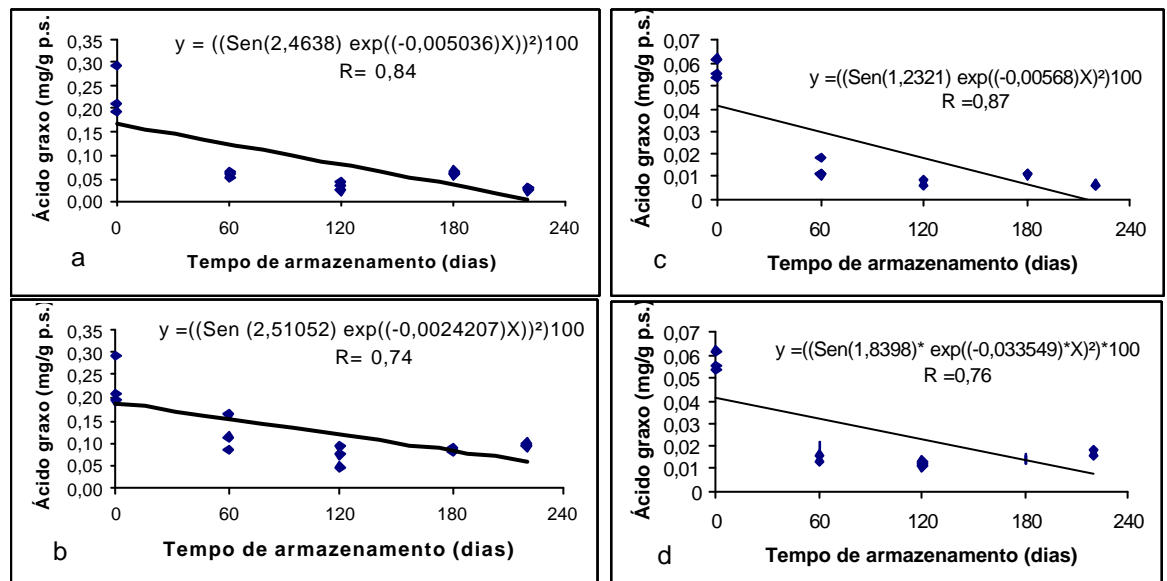 y = ((Sen(2,4638) exp((-0,005036)X))²)100
R= 0,84
Ácido graxo (mg/g p.s.)
0,35
0,30
0,25
0,20
0,15
0,10
0,05
0,00
0 60 120 180 240
Tempo de armazenamento (dias)
a
y =((Sen(1,2321) exp((-0,00568)X)²)100
R =0,87
Ácido graxo (mg/g p.s.)
0,07
0,06
0,05
0,04
0,03
0,02
0,01
0
0 60 120 180 240
Tempo de armazenamento (dias)
c
y =((Sen (2,51052) exp((-0,0024207)X))²)100
R= 0,74
Ácido graxo (mg/g p.s.)
0,35
0,30
0,25
0,20
0,15
0,10
0,05
0,00
0 60 120 180 240
Tempo de armazenamento (dias)
b
y =((Sen(1,8398)* exp((-0,033549)*X)²)*100
R =0,76
Ácido graxo (mg/g p.s.)
0,07
0,06
0,05
0,04
0,03
0,02
0,01
0
0 60 120 180 240
Tempo de armazenamento (dias)
d